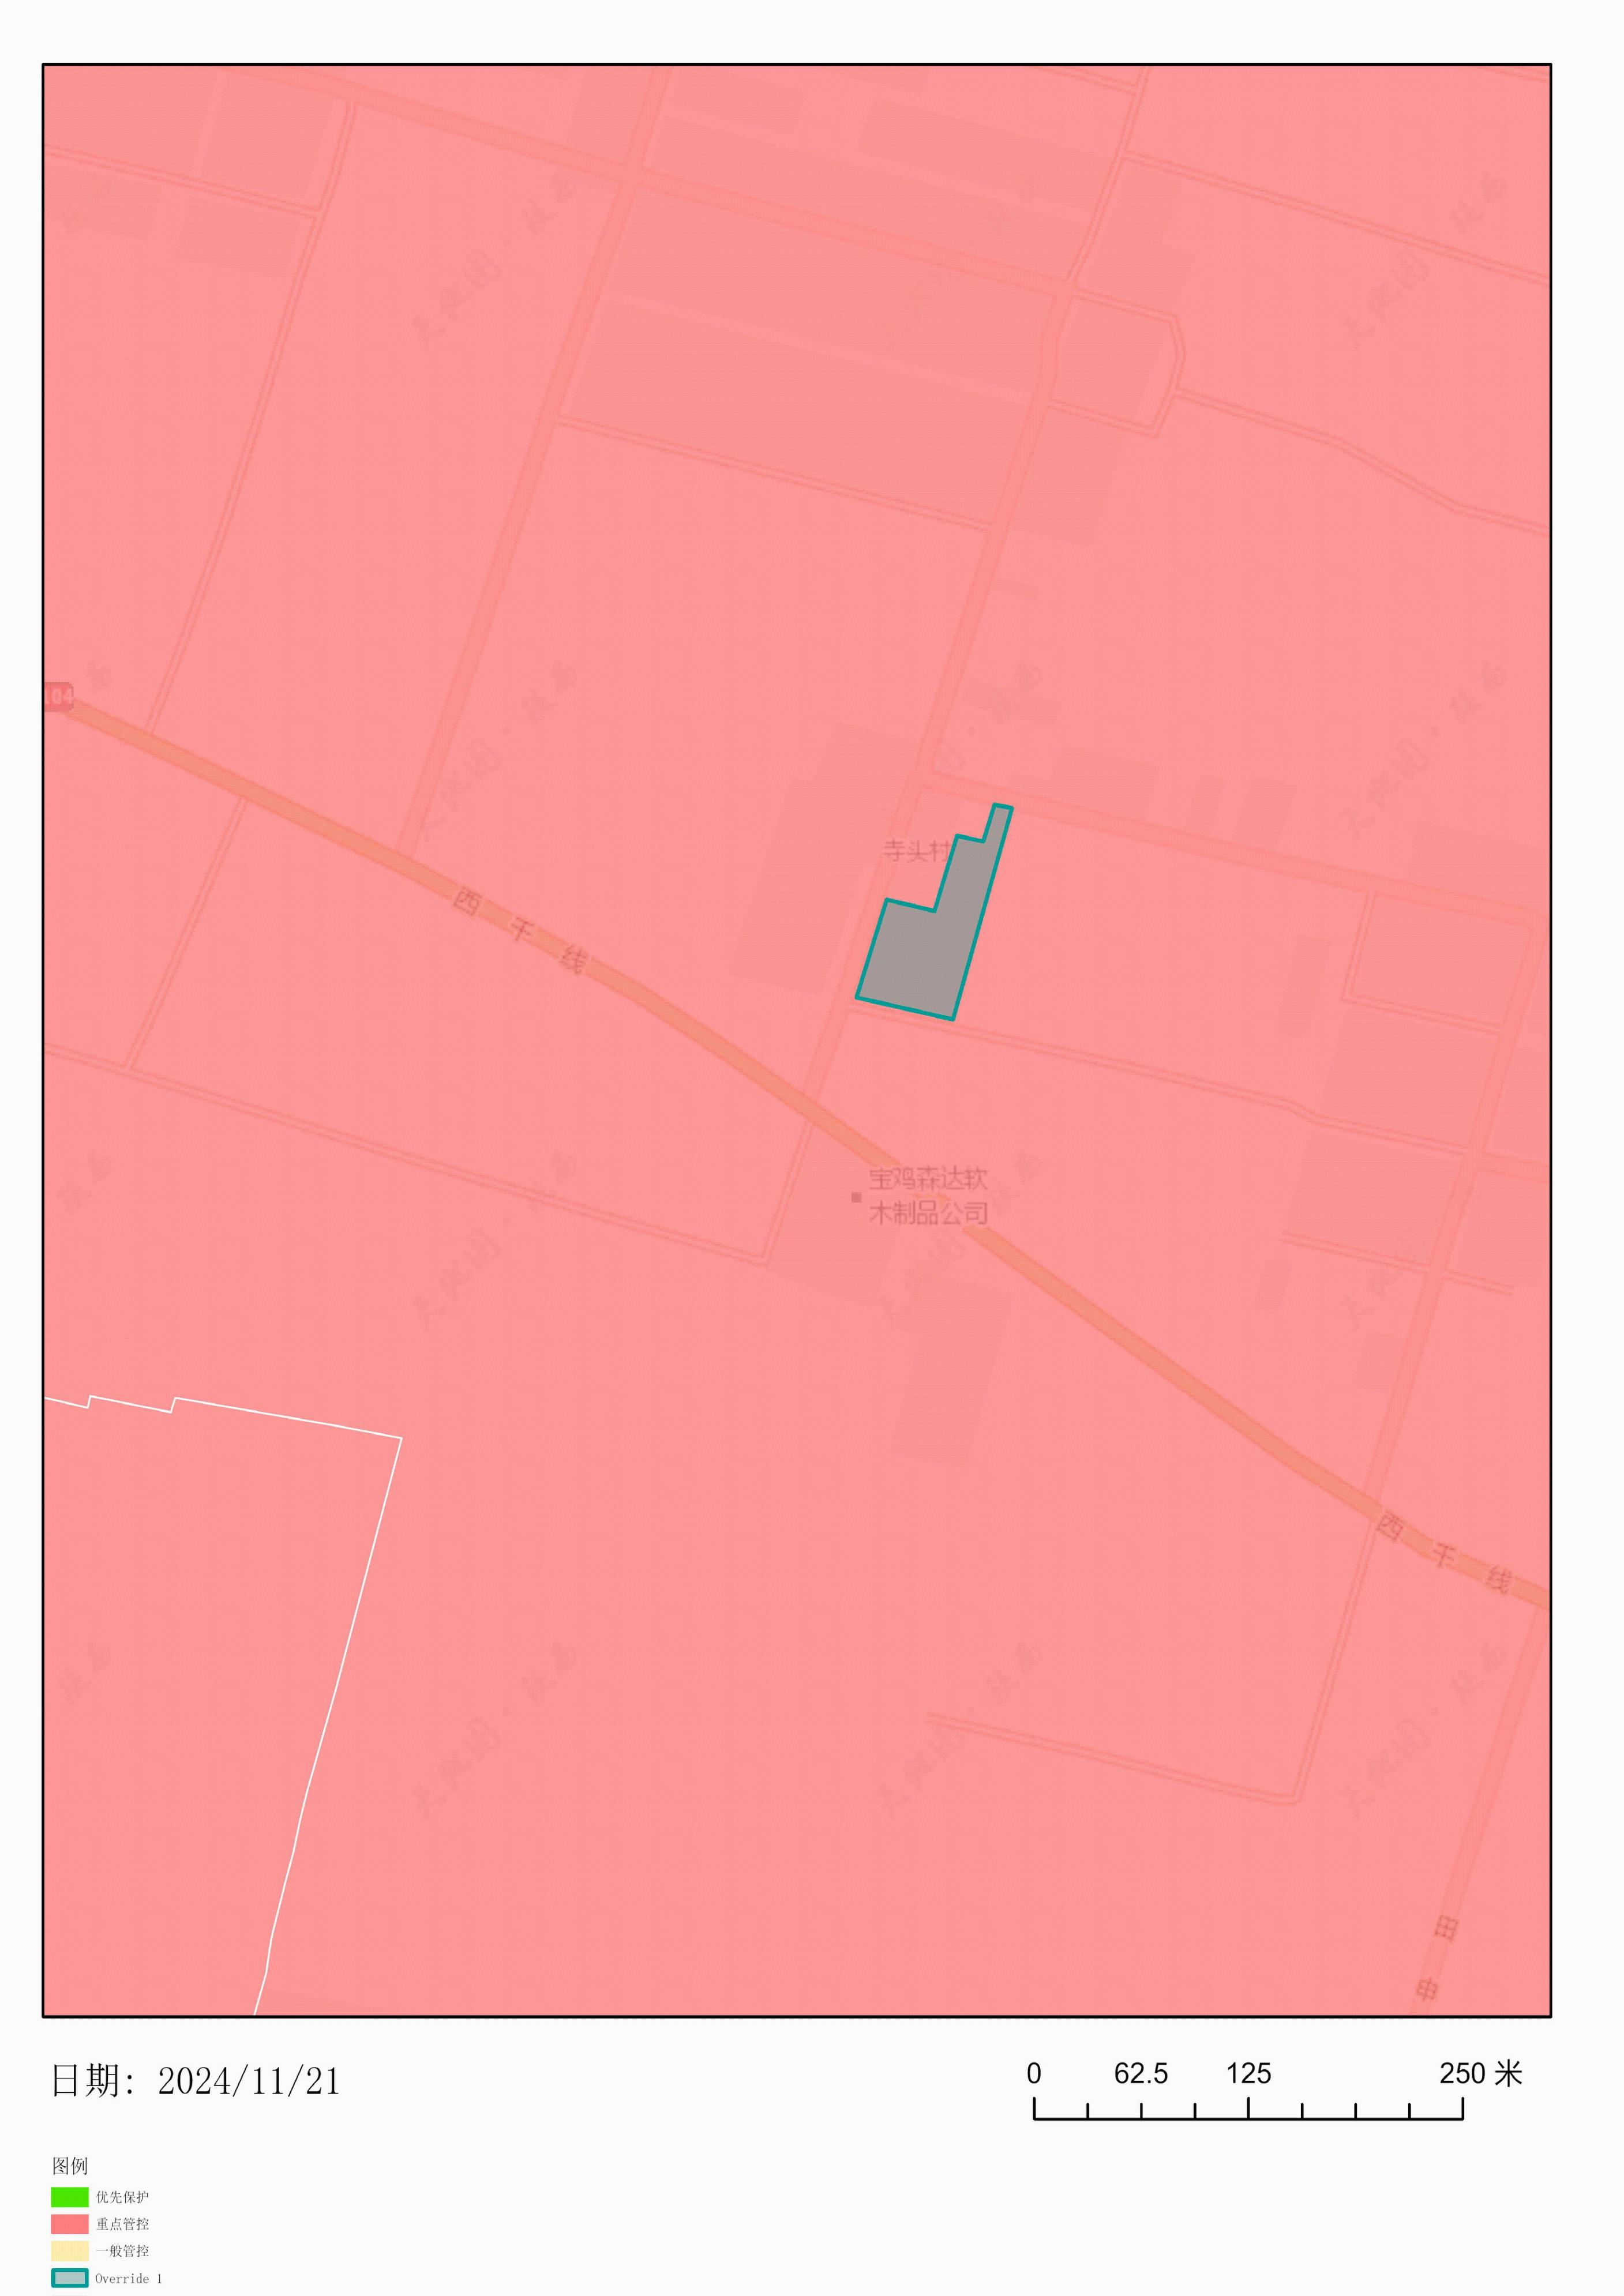 104
寺头村
西干线
宝鸡森达软
木制品公司
西干线
田
申
日期: 2024/11/21
0 62.5 125 250 米
图例
优先保护
重点管控
一般管控
Override 1